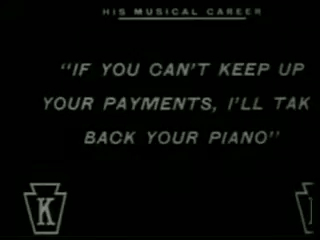 HIS MUSICAL CAREER
"IF YOU CAN'T KEEP UP
YOUR PAYMENTS, I'LL TAK
BACK YOUR PIANO"
K